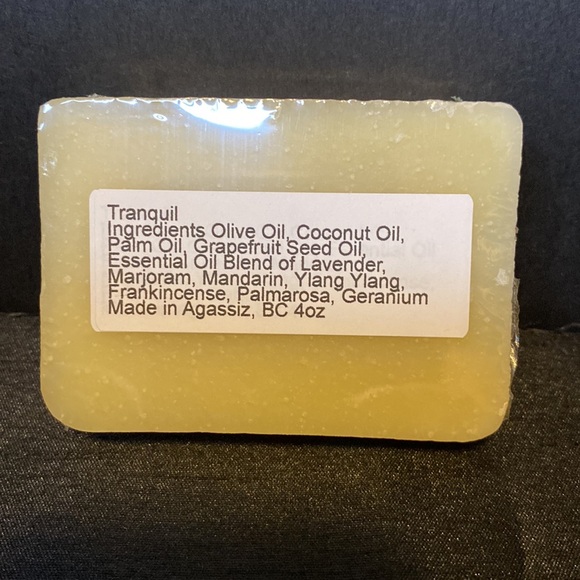 Tranquil
Ingredients Olive Oil, Coconut Oil,
Palm Oil, Grapefruit Seed Oil,
Essential Oil Blend of Lavender,
Marjoram, Mandarin, Ylang Ylang,
Frankincense, Palmarosa, Geranium
Made in Agassiz, BC 4oz